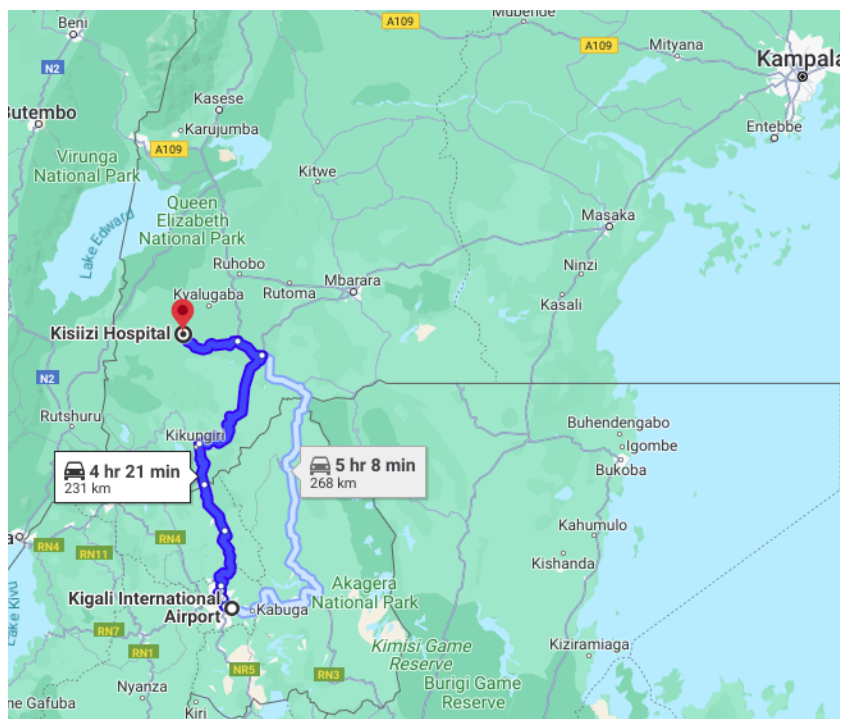 Beni
A109
Mubende
N2
A109
Mityana
Kampala
Kasese
Butembo
Karujumba
A109
Entebbe
Virunga
National Park
Kitwe
Queen
Elizabeth
National Park
Lake Edward
Masaka
Ruhobo
Ninzi
Mbarara
Rutoma
Kyalugaba
Kasali
Kisiizi Hospital
N2
Rutshuru
Kikungiri
Buhendengabo
Igombe
Bukoba
4 hr 21 min
231 km
5 hr 8 min
268 km
Kahumulo
RN4
RN4
RN11
Kishanda
Akagera
National Park
Kigali International
Airport
Kabuga
Lake Kivu
RN7
RN1
Kimisi Game
Reserve
Kiziramiaga
NR5
RN3
Burigi Game
Reserve
Nyanza
ne Gafuba
Kiri